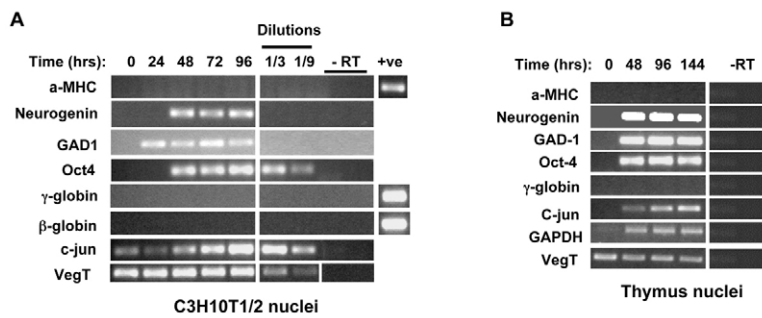 A
Dilutions
Time (hrs): 0 24 48 72 96 1/3 1/9 - RT +ve
a-MHC
Neurogenin
GAD1
Oct4
γ-globin
β-globin
c-jun
VegT
C3H10T1/2 nuclei
B
Time (hrs): 0 48 96 144 -RT
a-MHC
Neurogenin
GAD-1
Oct-4
γ-globin
C-jun
GAPDH
VegT
Thymus nuclei